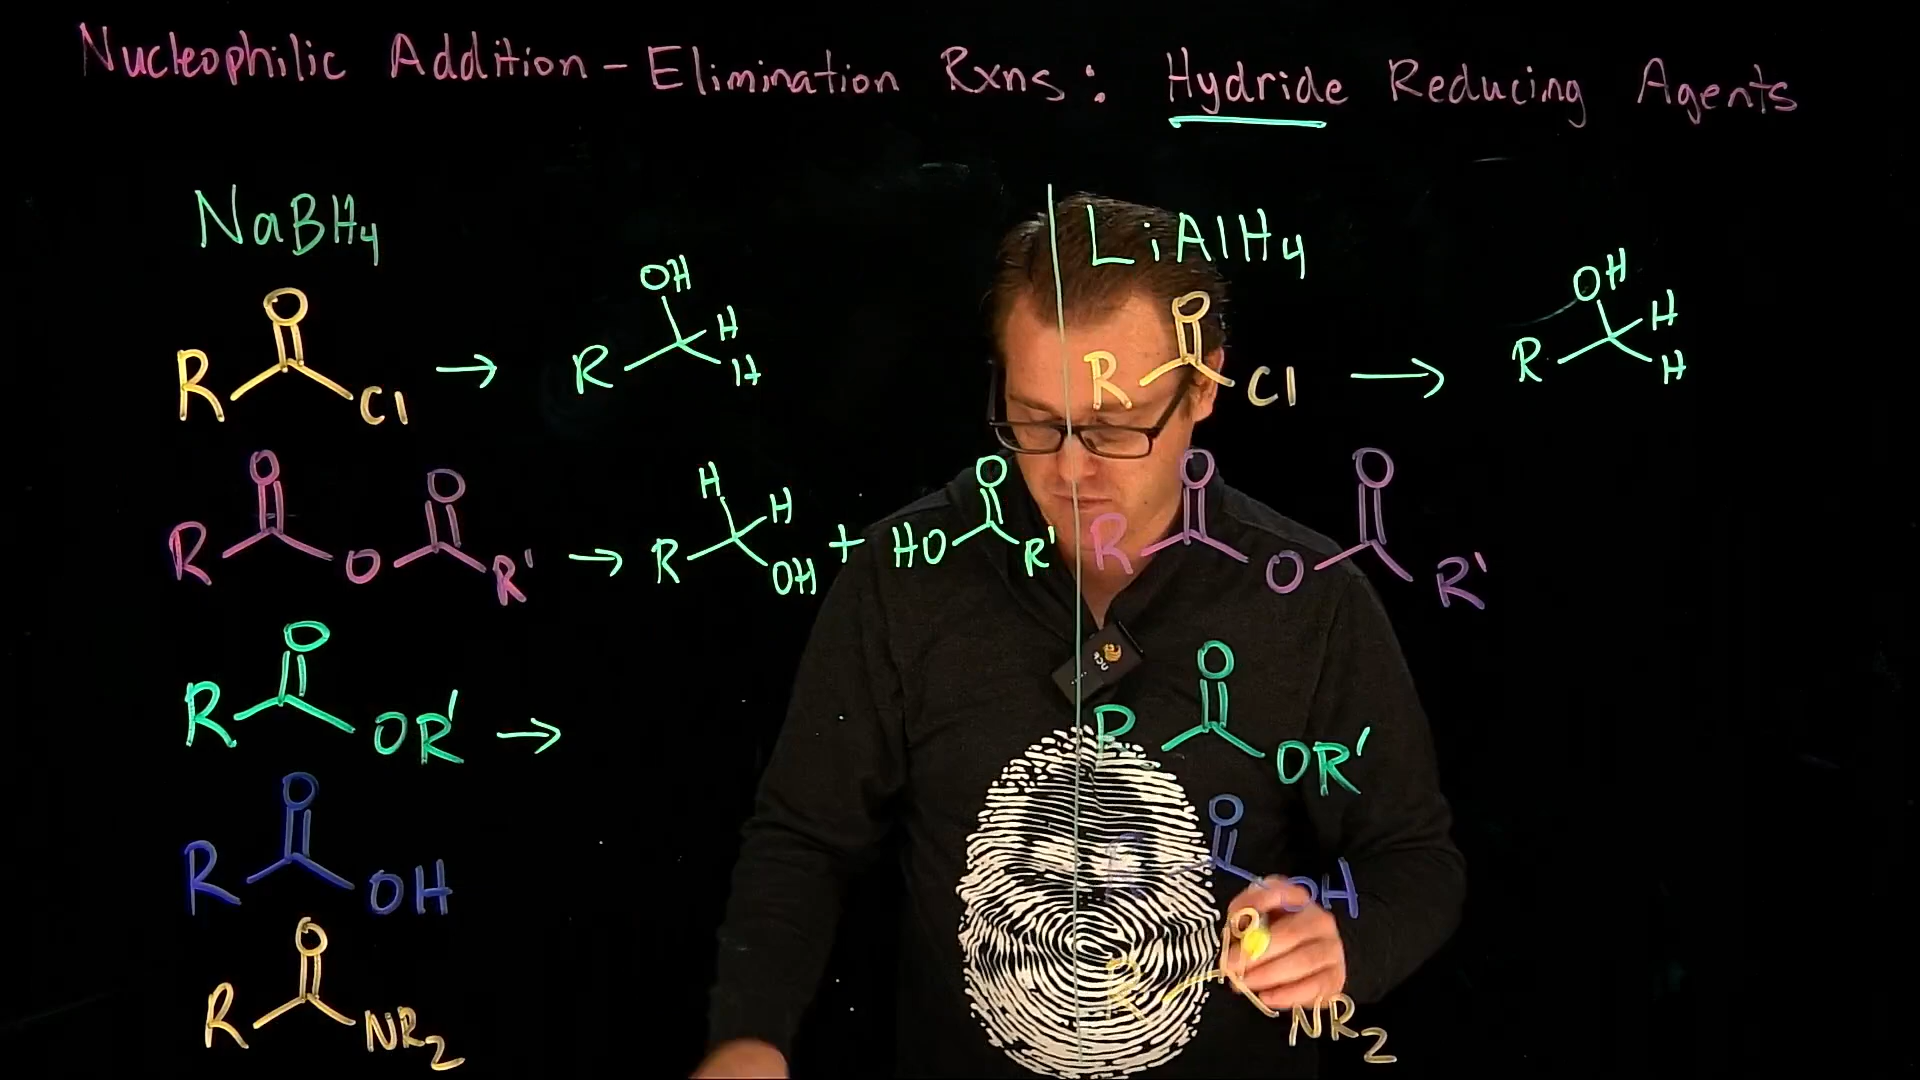 Nucleophilic Addition - Elimination Rxns: Hydride Reducing Agents
NaBH4
R O Cl → R OH H H
R O O O R' → R H H OH + HO O R'
R O OR' →
R O OH
R O NR2
LiAlH4
R O Cl → R OH H H
R O O O R'
R O OR'
R O OH
R O NR2
UCR